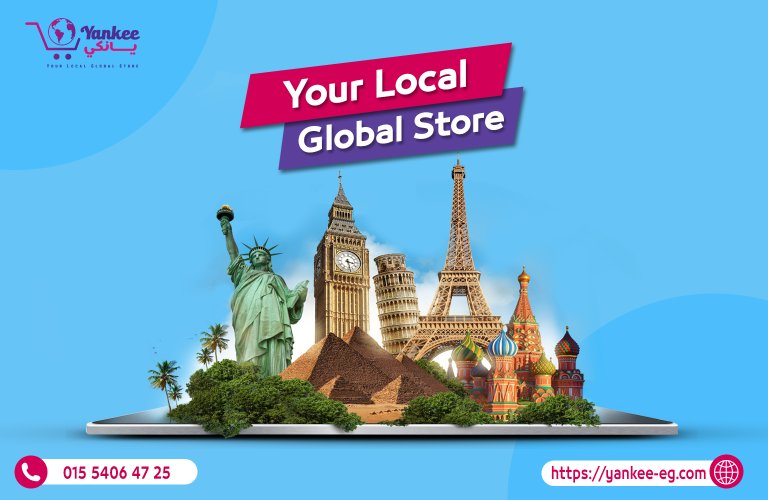 Yankee
يانكي
YOUR LOCAL GLOBAL STORE
Your Local
Global Store
015 5406 47 25
https://yankee-eg.com